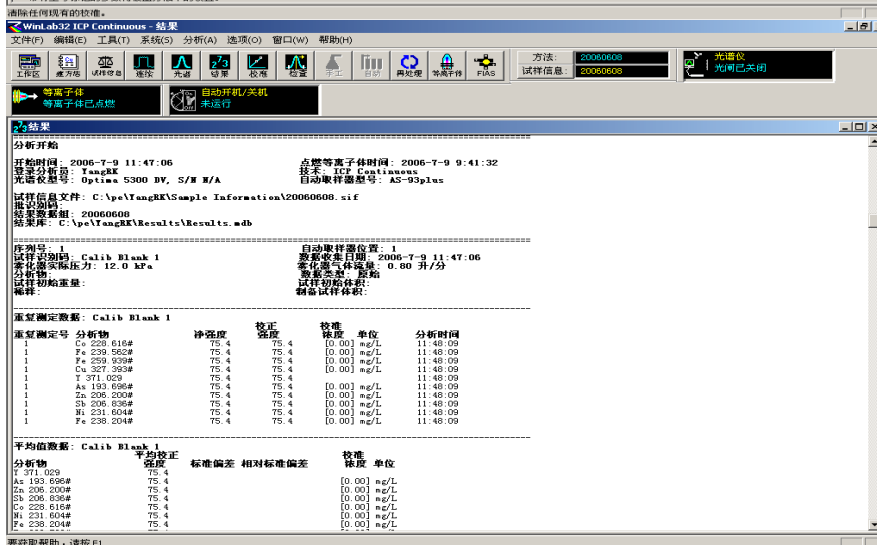 清除任何现有的校准。
WinLab32 ICP Continuous - 结果
文件(F) 编辑(E) 工具(T) 系统(S) 分析(A) 选项(O) 窗口(W) 帮助(H)
工作区 建方法 试样信息 连按 光谱 结果 校准 检查 手工 自动 再处理 等离子体 FIAS
方法: 20060608
试样信息: 20060608
光谱仪
光闸已关闭
等离子体
等离子体已点燃
自动开机/关机
未运行
结果
分析开始
开始时间: 2006-7-9 11:47:06 点燃等离子体时间: 2006-7-9 9:41:32
登录分析员: YangRK 技术: ICP Continuous
光谱仪型号: Optima 5300 DV, S/N N/A 自动取样器型号: AS-93plus
试样信息文件: C:\pe\YangRK\Sample Information\20060608.sif
批识别码:
结果数据组: 20060608
结果库: C:\pe\YangRK\Results\Results.mdb
序列号: 1 自动取样器位置: 1
试样识别码: Calib Blank 1 数据收集日期: 2006-7-9 11:47:06
雾化器实际压力: 12.0 kPa 雾化器气体流量: 0.80 升/分
分析物: 数据类型: 原始
试样初始重量: 试样初始体积:
稀释: 制备试样体积:
重复测定数据: Calib Blank 1
校正 校准
重复测定号 分析物 净强度 强度 浓度 单位 分析时间
1 Co 228.616# 75.4 75.4 [0.00] mg/L 11:48:09
1 Fe 239.562# 75.4 75.4 [0.00] mg/L 11:48:09
1 Fe 259.939# 75.4 75.4 [0.00] mg/L 11:48:09
1 Cu 327.393# 75.4 75.4 [0.00] mg/L 11:48:09
1 Y 371.029 75.4 75.4 11:48:09
1 As 193.696# 75.4 75.4 [0.00] mg/L 11:48:09
1 Zn 206.200# 75.4 75.4 [0.00] mg/L 11:48:09
1 Sb 206.836# 75.4 75.4 [0.00] mg/L 11:48:09
1 Ni 231.604# 75.4 75.4 [0.00] mg/L 11:48:09
1 Fe 238.204# 75.4 75.4 [0.00] mg/L 11:48:09
平均值数据: Calib Blank 1
平均校正 校准
分析物 强度 标准偏差 相对标准偏差 浓度 单位
Y 371.029 75.4
As 193.696# 75.4 [0.00] mg/L
Zn 206.200# 75.4 [0.00] mg/L
Sb 206.836# 75.4 [0.00] mg/L
Co 228.616# 75.4 [0.00] mg/L
Ni 231.604# 75.4 [0.00] mg/L
Fe 238.204# 75.4 [0.00] mg/L
要获取帮助，请按 F1